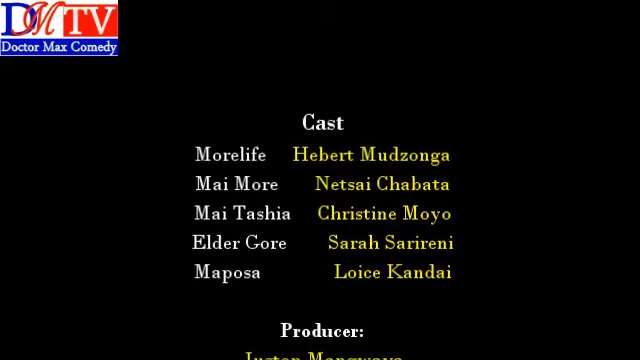 DMTV
Doctor Max Comedy
Cast
Morelife Hebert Mudzonga
Mai More Netsai Chabata
Mai Tashia Christine Moyo
Elder Gore Sarah Sarireni
Maposa Loice Kandai
Producer: